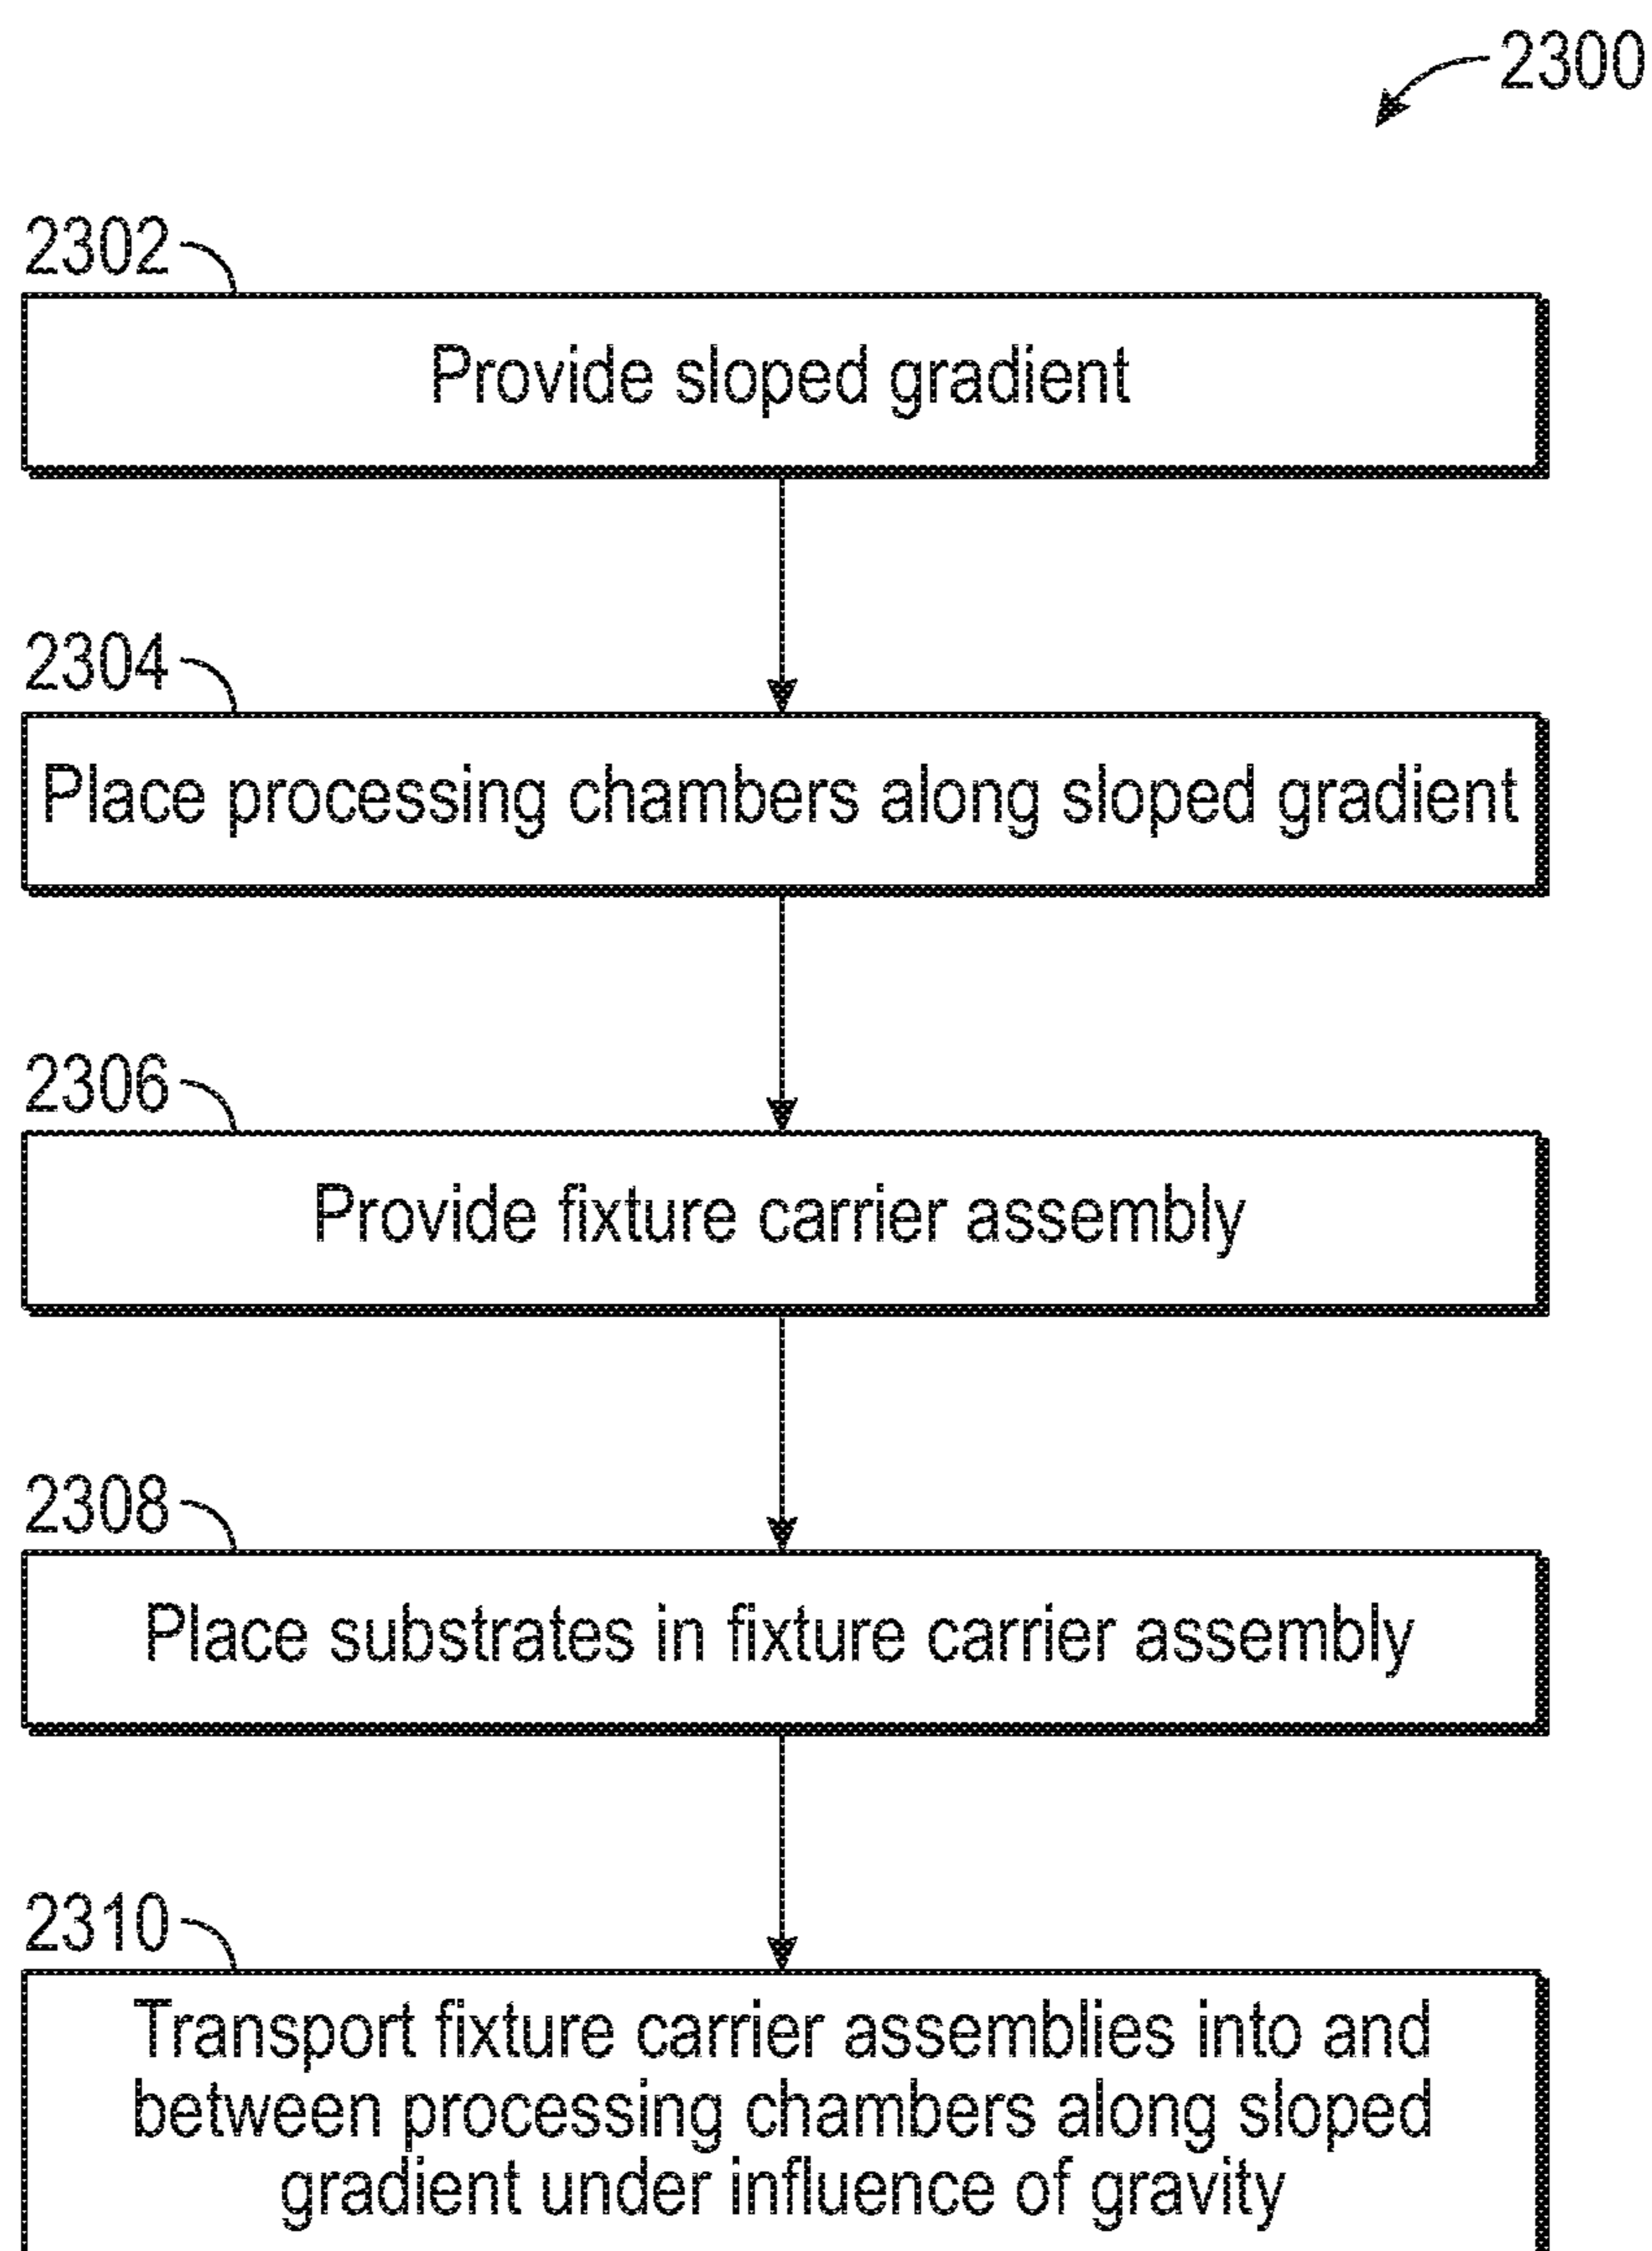 2300
2302
Provide sloped gradient
2304
Place processing chambers along sloped gradient
2306
Provide fixture carrier assembly
2308
Place substrates in fixture carrier assembly
2310
Transport fixture carrier assemblies into and
between processing chambers along sloped
gradient under influence of gravity